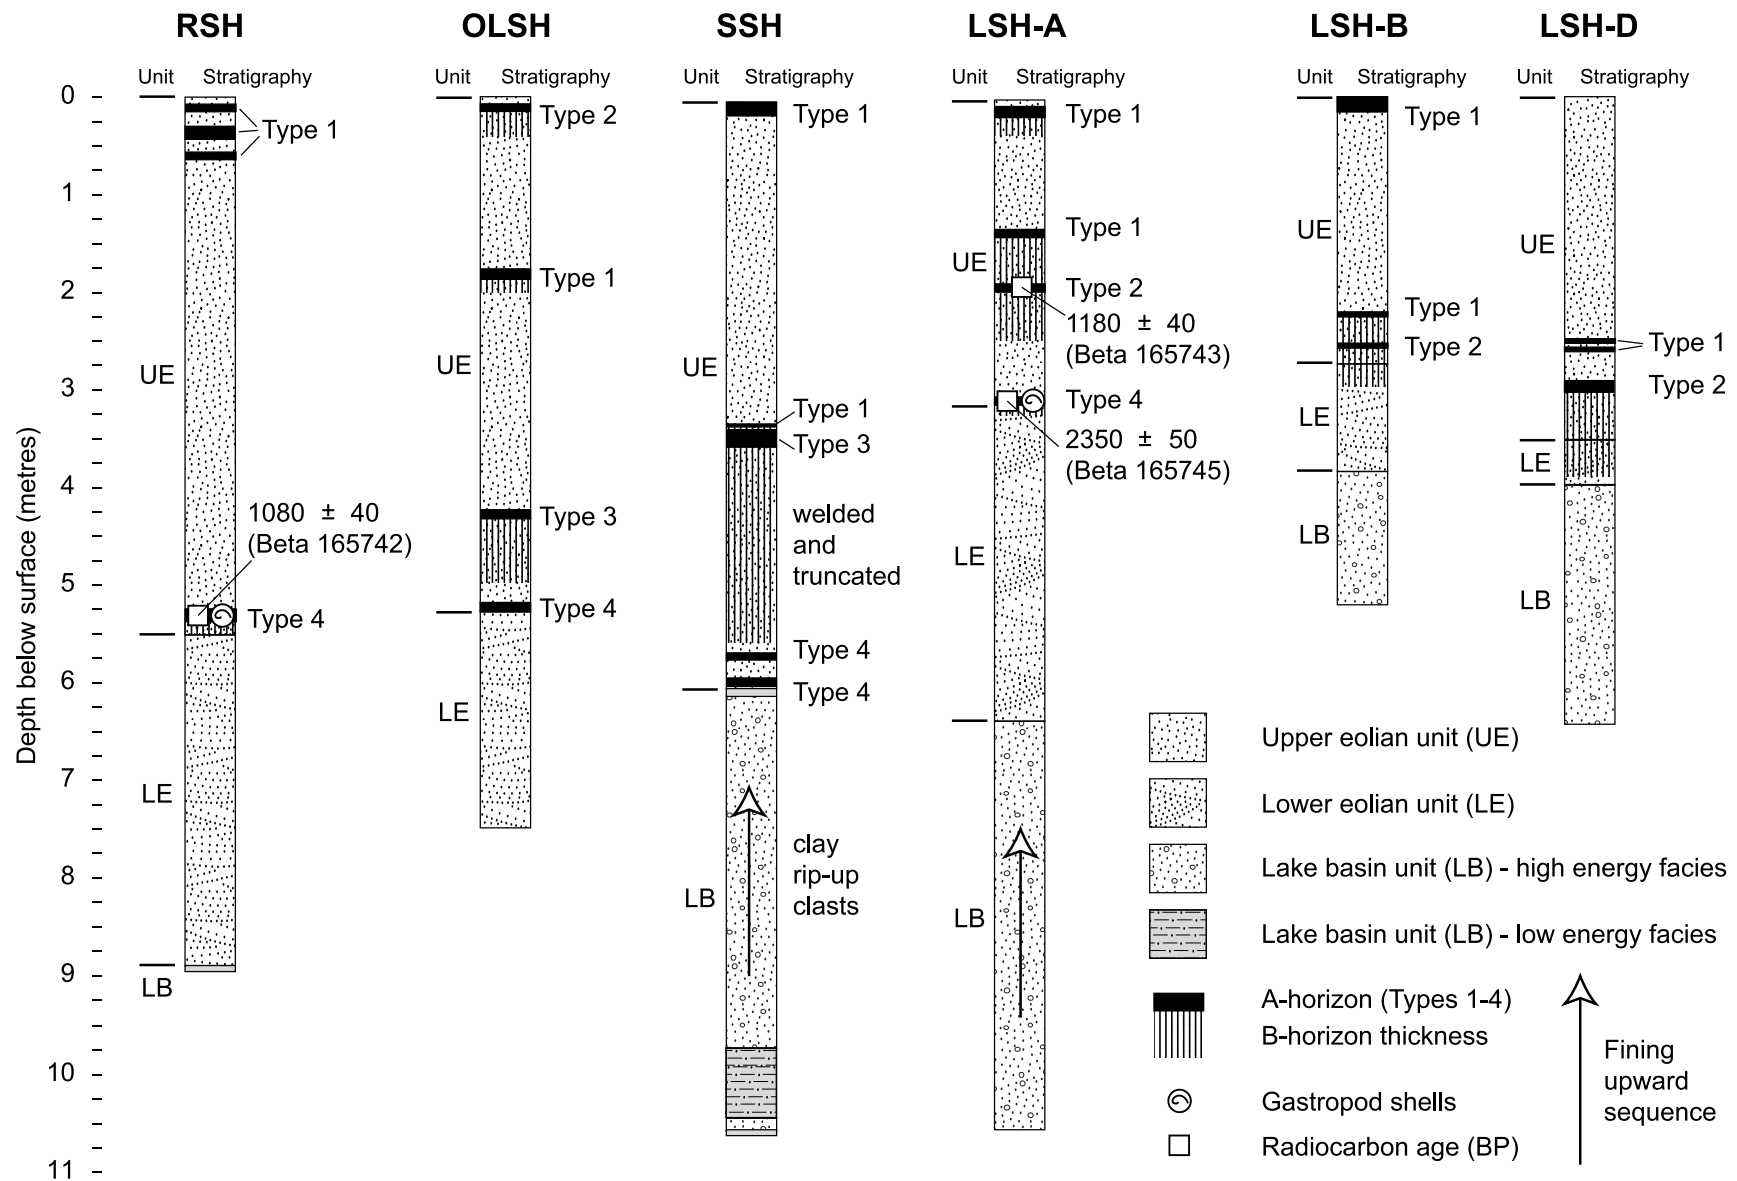 RSH OLSH SSH LSH-A LSH-B LSH-D
Unit Stratigraphy Unit Stratigraphy Unit Stratigraphy Unit Stratigraphy Unit Stratigraphy Unit Stratigraphy
Depth below surface (metres)
0
1
2
3
4
5
6
7
8
9
10
11
Type 1
UE
1080 ± 40
(Beta 165742)
Type 4
LE
LB
Type 2
Type 1
UE
Type 3
Type 4
LE
Type 1
UE
Type 1
Type 3
welded
and
truncated
Type 4
Type 4
clay
rip-up
clasts
LB
Type 1
Type 1
UE
Type 2
1180 ± 40
(Beta 165743)
Type 4
2350 ± 50
(Beta 165745)
LE
LB
Type 1
UE
Type 1
Type 2
LE
LB
UE
Type 1
Type 2
LE
LB
Upper eolian unit (UE)
Lower eolian unit (LE)
Lake basin unit (LB) - high energy facies
Lake basin unit (LB) - low energy facies
A-horizon (Types 1-4)
B-horizon thickness
Gastropod shells
Radiocarbon age (BP)
Fining
upward
sequence